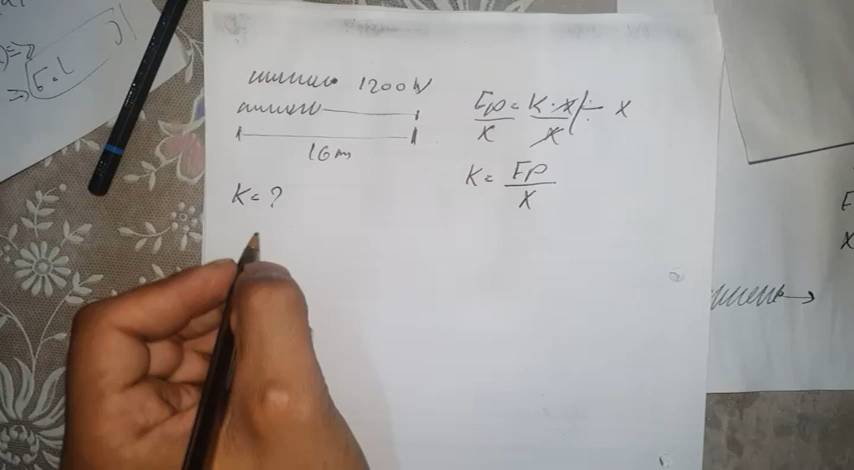 1200N
16m
K = ?
Fp/x = K·x/x /÷ x
K = Fp/x
F
x